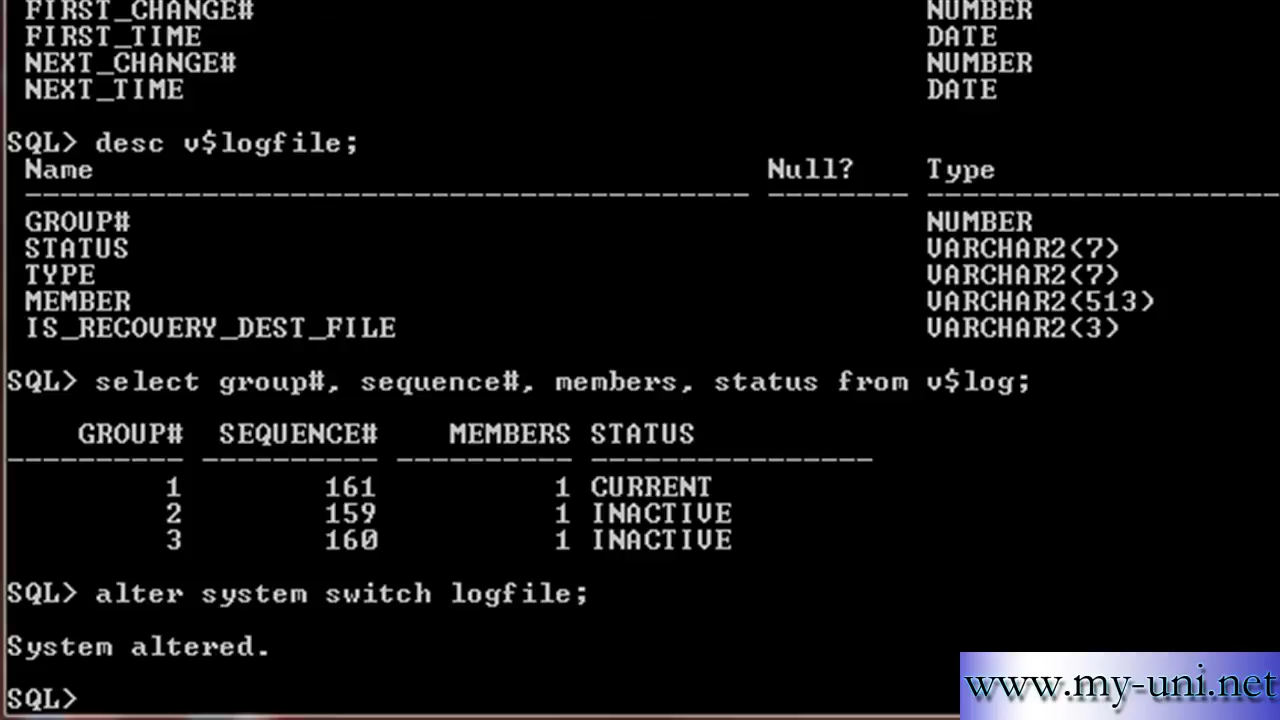 FIRST_CHANGE# NUMBER
FIRST_TIME DATE
NEXT_CHANGE# NUMBER
NEXT_TIME DATE
SQL> desc v$logfile;
Name Null? Type
----------------------------------------- -------- ----------------------------
GROUP# NUMBER
STATUS VARCHAR2(7)
TYPE VARCHAR2(7)
MEMBER VARCHAR2(513)
IS_RECOVERY_DEST_FILE VARCHAR2(3)
SQL> select group#, sequence#, members, status from v$log;
GROUP# SEQUENCE# MEMBERS STATUS
---------- ---------- ---------- ----------------
1 161 1 CURRENT
2 159 1 INACTIVE
3 160 1 INACTIVE
SQL> alter system switch logfile;
System altered.
SQL>
www.my-uni.net